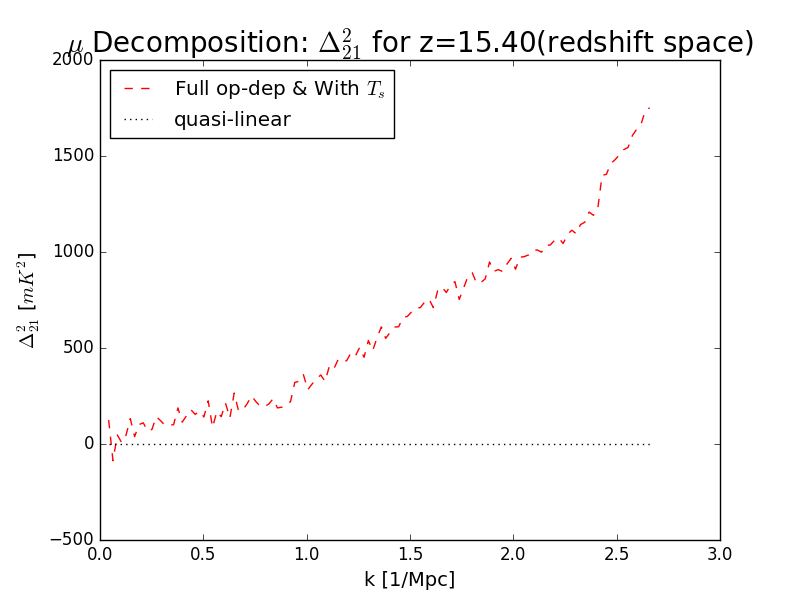 μ Decomposition: Δ²₂₁ for z=15.40(redshift space)
2000
1500
1000
500
0
−500
Δ²₂₁ [mK²]
Full op-dep & With Tₛ
quasi-linear
0.0 0.5 1.0 1.5 2.0 2.5 3.0
k [1/Mpc]